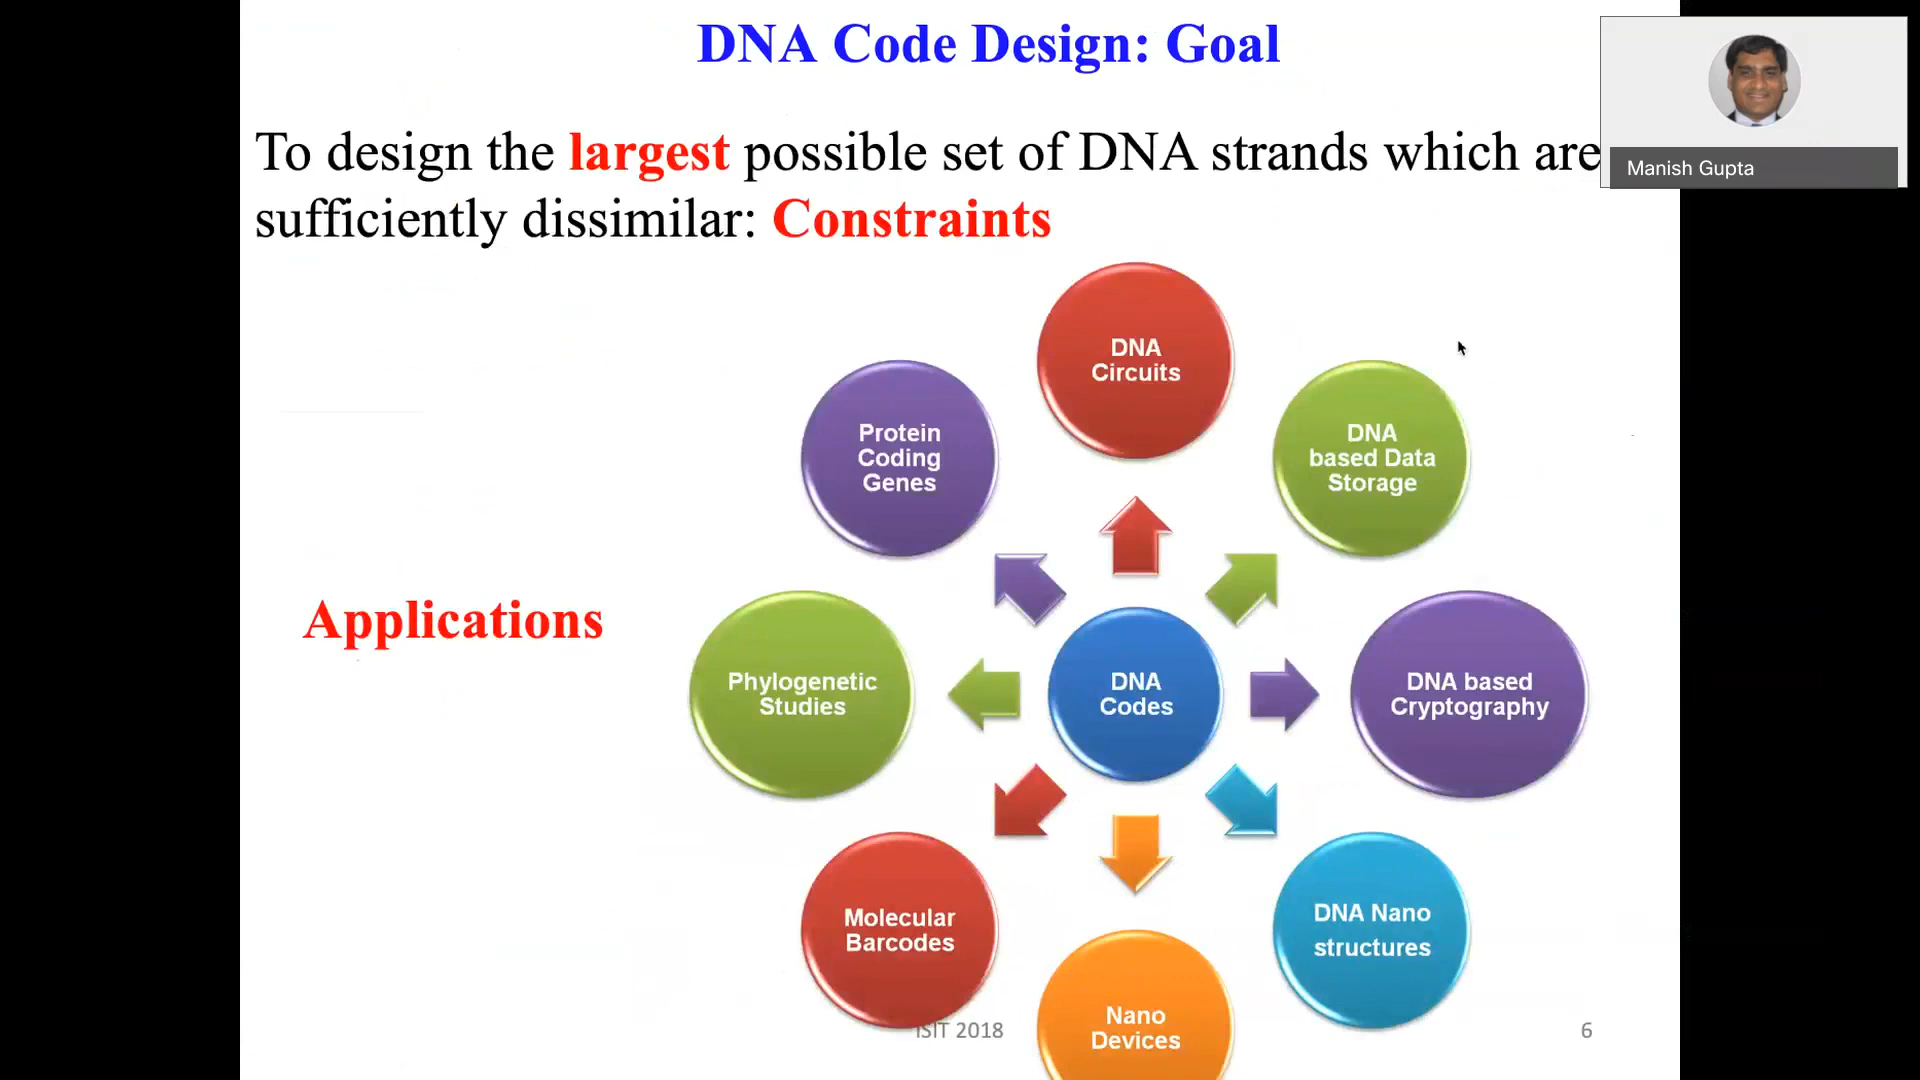 DNA Code Design: Goal
To design the largest possible set of DNA strands which are
sufficiently dissimilar: Constraints
Manish Gupta
DNA
Circuits
Protein
Coding
Genes
DNA
based Data
Storage
Applications
Phylogenetic
Studies
DNA
Codes
DNA based
Cryptography
Molecular
Barcodes
DNA Nano
structures
Nano
Devices
ISIT 2018
6